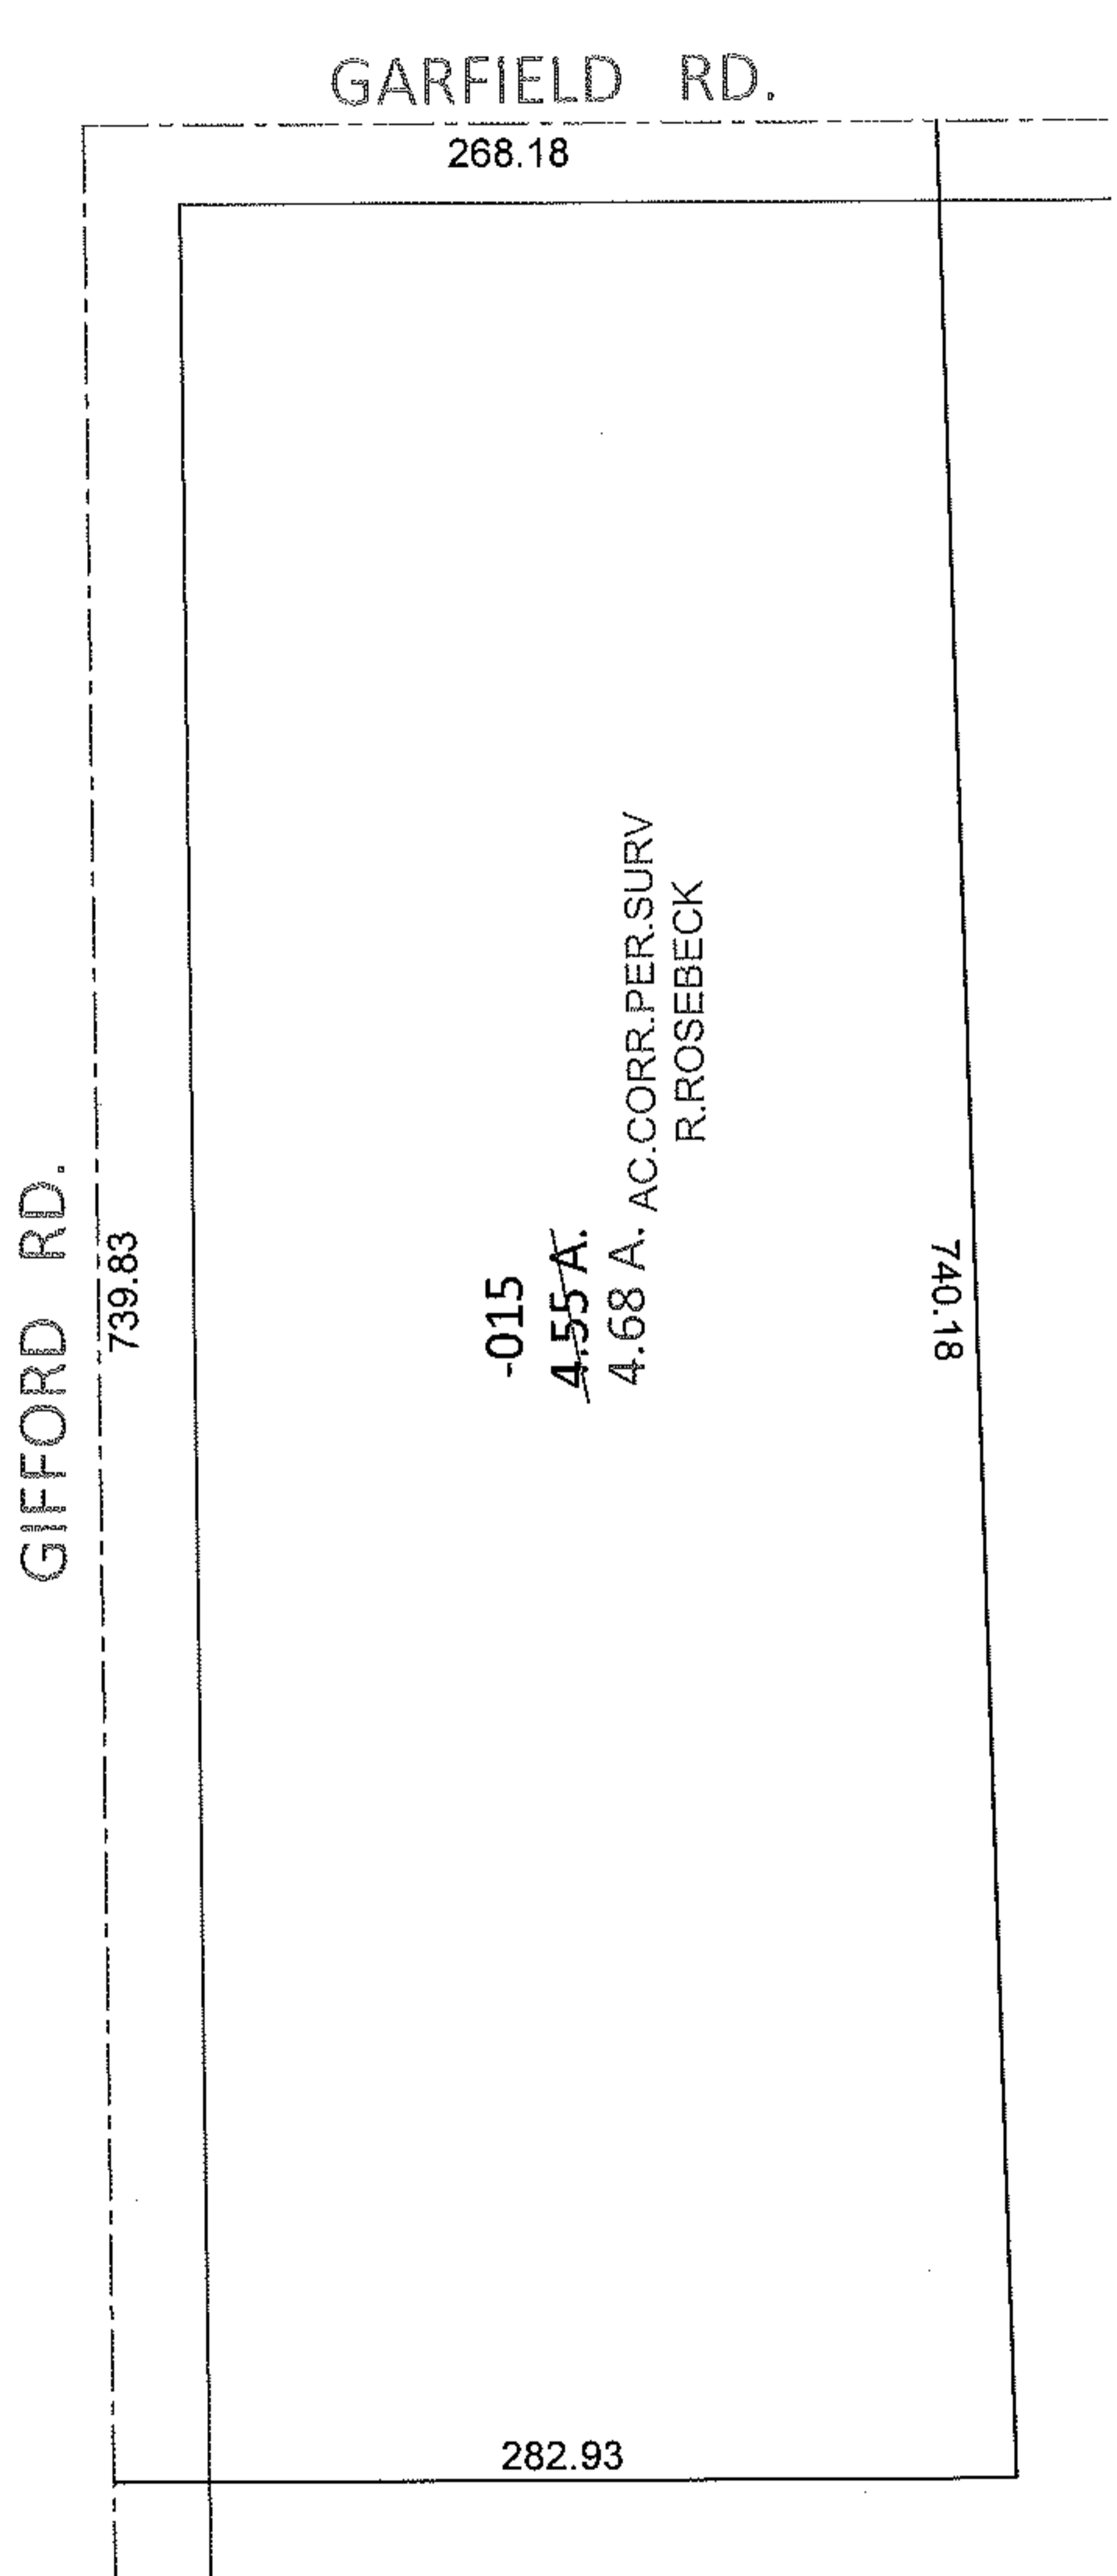 GARFIELD RD.
268.18
GIFFORD RD.
739.83
-015
4.55 A.
4.68 A. AC.CORR.PER.SURV
R.ROSEBECK
740.18
282.93